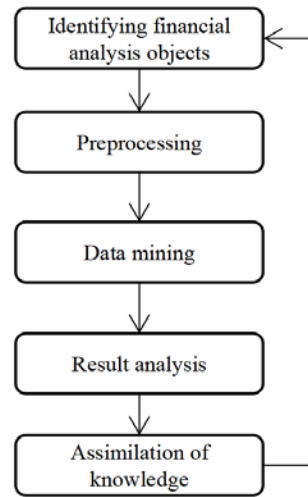 Identifying financial
analysis objects
Preprocessing
Data mining
Result analysis
Assimilation of
knowledge